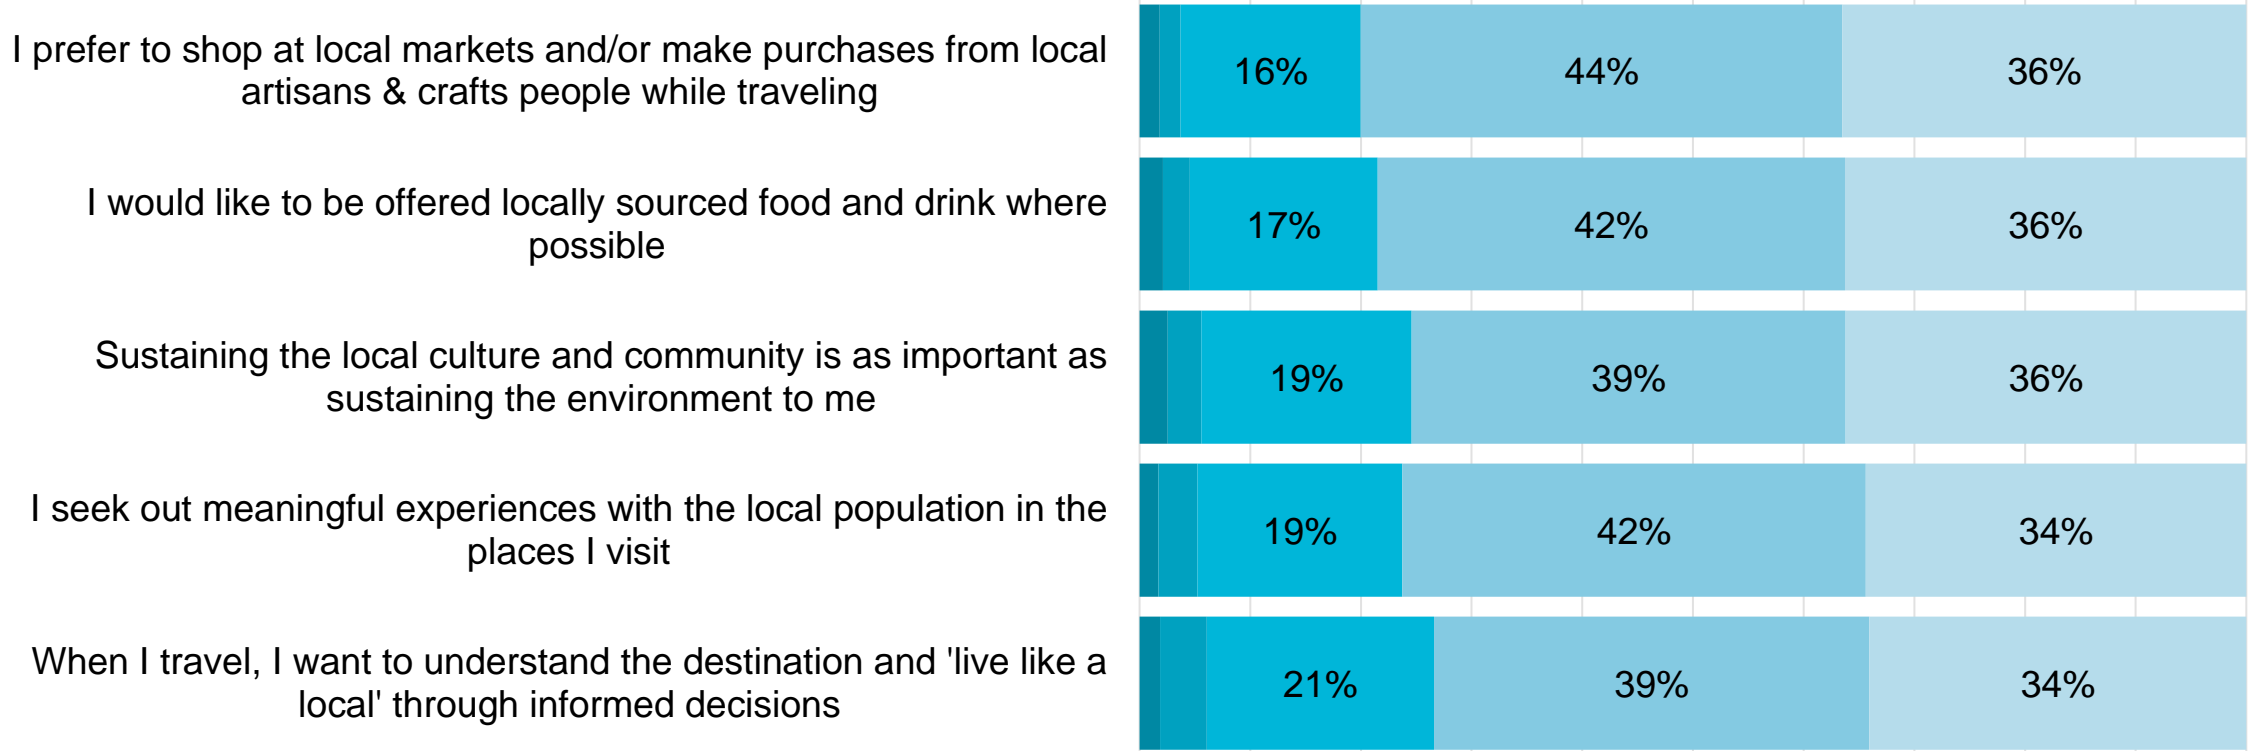 I prefer to shop at local markets and/or make purchases from local
artisans & crafts people while traveling
16% 44% 36%
I would like to be offered locally sourced food and drink where
possible
17% 42% 36%
Sustaining the local culture and community is as important as
sustaining the environment to me
19% 39% 36%
I seek out meaningful experiences with the local population in the
places I visit
19% 42% 34%
When I travel, I want to understand the destination and 'live like a
local' through informed decisions
21% 39% 34%